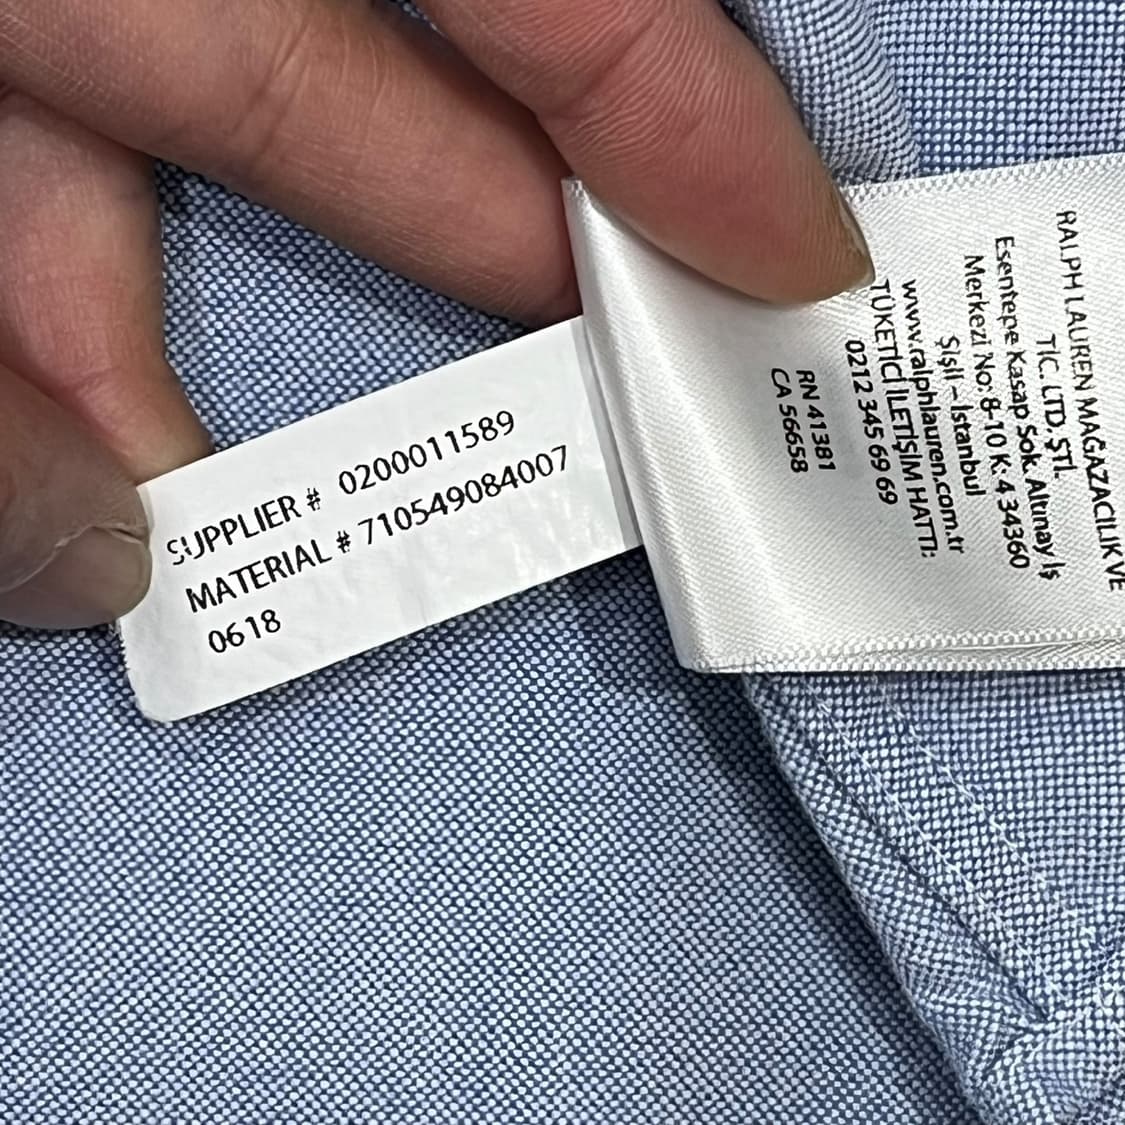 SUPPLIER # 0200011589
MATERIAL # 710549084007
0618
RALPH LAUREN MAĞAZACILIK VE
TİC. LTD. ŞTİ.
Esentepe Kasap Sok. Altınay İş
Merkezi No: 8-10 K: 4 34360
Şişli – İstanbul
www.ralphlauren.com.tr
TÜKETİCİ İLETİŞİM HATTI:
0212 345 69 69
RN 41381
CA 56658